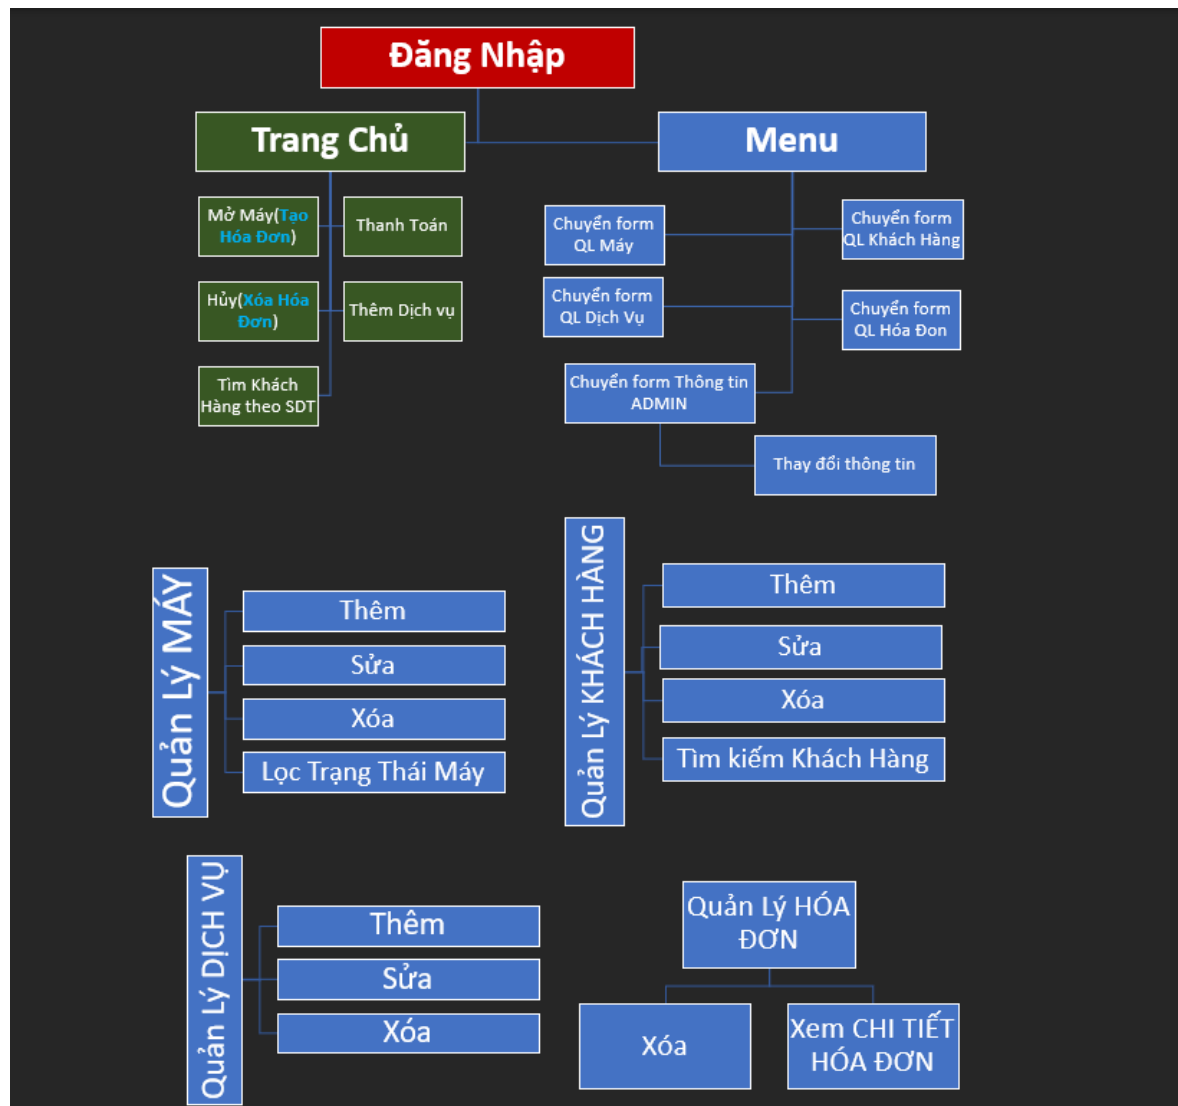 Đăng Nhập
Trang Chủ
Menu
Mở Máy(Tạo
Hóa Đơn)
Thanh Toán
Hủy(Xóa Hóa
Đơn)
Thêm Dịch vụ
Tìm Khách
Hàng theo SDT
Chuyển form
QL Máy
Chuyển form
QL Khách Hàng
Chuyển form
QL Dịch Vụ
Chuyển form
QL Hóa Đon
Chuyển form Thông tin
ADMIN
Thay đổi thông tin
Quản Lý MÁY
Thêm
Sửa
Xóa
Lọc Trạng Thái Máy
Quản Lý KHÁCH HÀNG
Thêm
Sửa
Xóa
Tìm kiếm Khách Hàng
Quản Lý DỊCH VỤ
Thêm
Sửa
Xóa
Quản Lý HÓA
ĐƠN
Xóa
Xem CHI TIẾT
HÓA ĐƠN